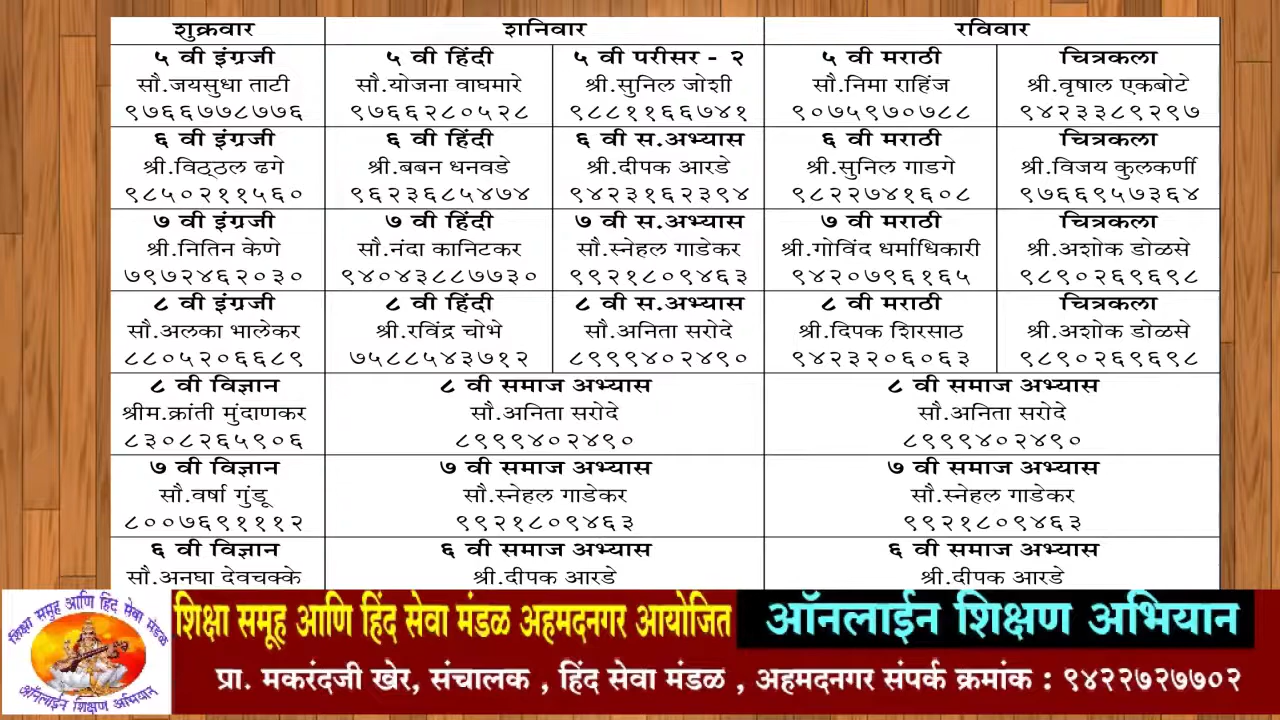 शुक्रवार शनिवार रविवार
५ वी इंग्रजी ५ वी हिंदी ५ वी परीसर - २ ५ वी मराठी चित्रकला
सौ.जयसुधा ताटी सौ.योजना वाघमारे श्री.सुनिल जोशी सौ.निमा राहिंज श्री.वृषाल एकबोटे
९७६६७७८७७६ ९७६६२८०५२८ ९८८११६६७४१ ९०७५९७०७८८ ९४२३३८९२९७
६ वी इंग्रजी ६ वी हिंदी ६ वी स.अभ्यास ६ वी मराठी चित्रकला
श्री.विठ्ठल ढगे श्री.बबन धनवडे श्री.दीपक आरडे श्री.सुनिल गाडगे श्री.विजय कुलकर्णी
९८५०२११५६० ९६२३६८५४७४ ९४२३१६२३९४ ९८२२७४१६०८ ९७६६९५७३६४
७ वी इंग्रजी ७ वी हिंदी ७ वी स.अभ्यास ७ वी मराठी चित्रकला
श्री.नितिन केणे सौ.नंदा कानिटकर सौ.स्नेहल गाडेकर श्री.गोविंद धर्माधिकारी श्री.अशोक डोळसे
७९७२४६२०३० ९४०४३८८७७३० ९९२१८०९४६३ ९४२०७९६१६५ ९८९०२६९६९८
८ वी इंग्रजी ८ वी हिंदी ८ वी स.अभ्यास ८ वी मराठी चित्रकला
सौ.अलका भालेकर श्री.रविंद्र चोभे सौ.अनिता सरोदे श्री.दिपक शिरसाठ श्री.अशोक डोळसे
८८०५२०६६८९ ७५८८५४३७१२ ८९९९४०२४९० ९४२३२०६०६३ ९८९०२६९६९८
८ वी विज्ञान ८ वी समाज अभ्यास ८ वी समाज अभ्यास
श्रीम.क्रांती मुंदाणकर सौ.अनिता सरोदे सौ.अनिता सरोदे
८३०८२६५९०६ ८९९९४०२४९० ८९९९४०२४९०
७ वी विज्ञान ७ वी समाज अभ्यास ७ वी समाज अभ्यास
सौ.वर्षा गुंडू सौ.स्नेहल गाडेकर सौ.स्नेहल गाडेकर
८००७६९१११२ ९९२१८०९४६३ ९९२१८०९४६३
६ वी विज्ञान ६ वी समाज अभ्यास ६ वी समाज अभ्यास
सौ.अनघा देवचक्के श्री.दीपक आरडे श्री.दीपक आरडे
शिक्षा समूह आणि हिंद सेवा मंडळ
ऑनलाईन शिक्षण अभियान
शिक्षा समूह आणि हिंद सेवा मंडळ अहमदनगर आयोजित ऑनलाईन शिक्षण अभियान
प्रा. मकरंदजी खेर, संचालक , हिंद सेवा मंडळ , अहमदनगर संपर्क क्रमांक : ९४२२७२७७०२